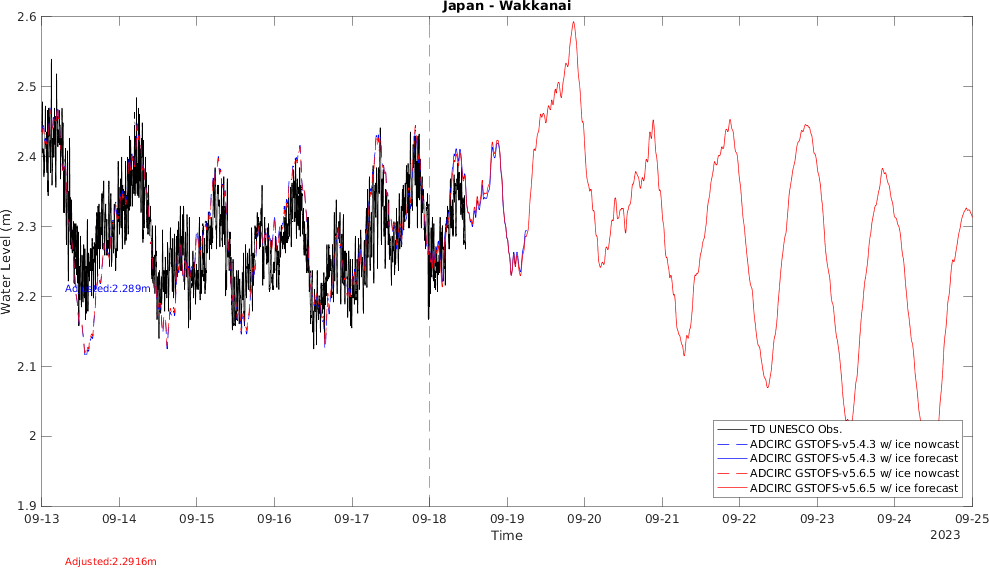 Japan - Wakkanai
2.6
2.5
2.4
2.3
2.2
2.1
2
1.9
Water Level (m)
Adjusted:2.289m
TD UNESCO Obs.
ADCIRC GSTOFS-v5.4.3 w/ ice nowcast
ADCIRC GSTOFS-v5.4.3 w/ ice forecast
ADCIRC GSTOFS-v5.6.5 w/ ice nowcast
ADCIRC GSTOFS-v5.6.5 w/ ice forecast
09-13 09-14 09-15 09-16 09-17 09-18 09-19 09-20 09-21 09-22 09-23 09-24 09-25
Time
2023
Adjusted:2.2916m